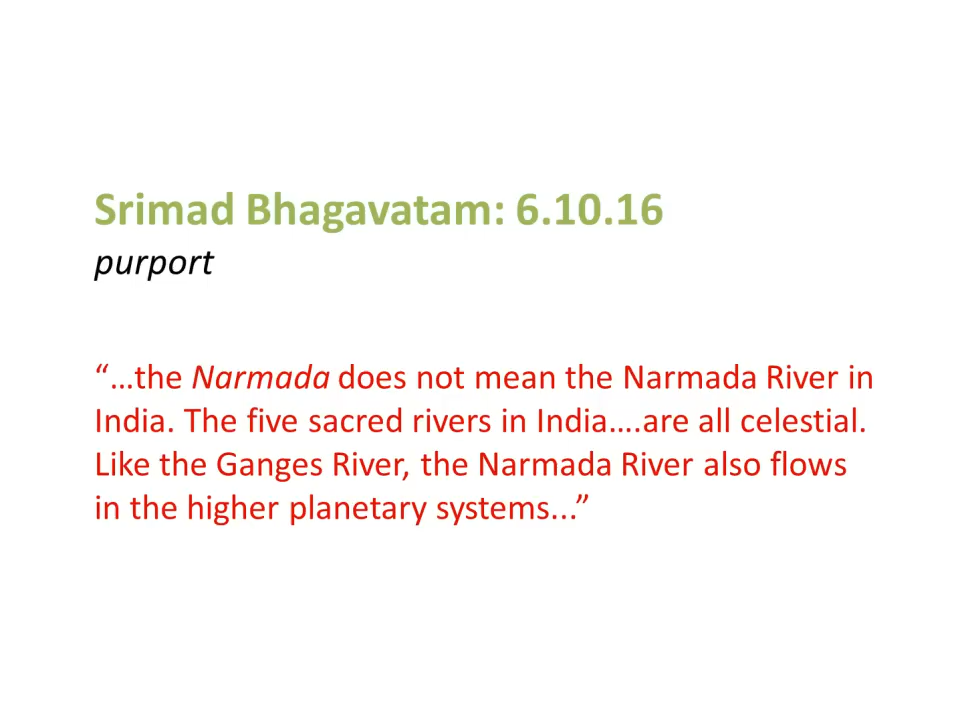 Srimad Bhagavatam: 6.10.16
purport
“…the Narmada does not mean the Narmada River in
India. The five sacred rivers in India….are all celestial.
Like the Ganges River, the Narmada River also flows
in the higher planetary systems...”